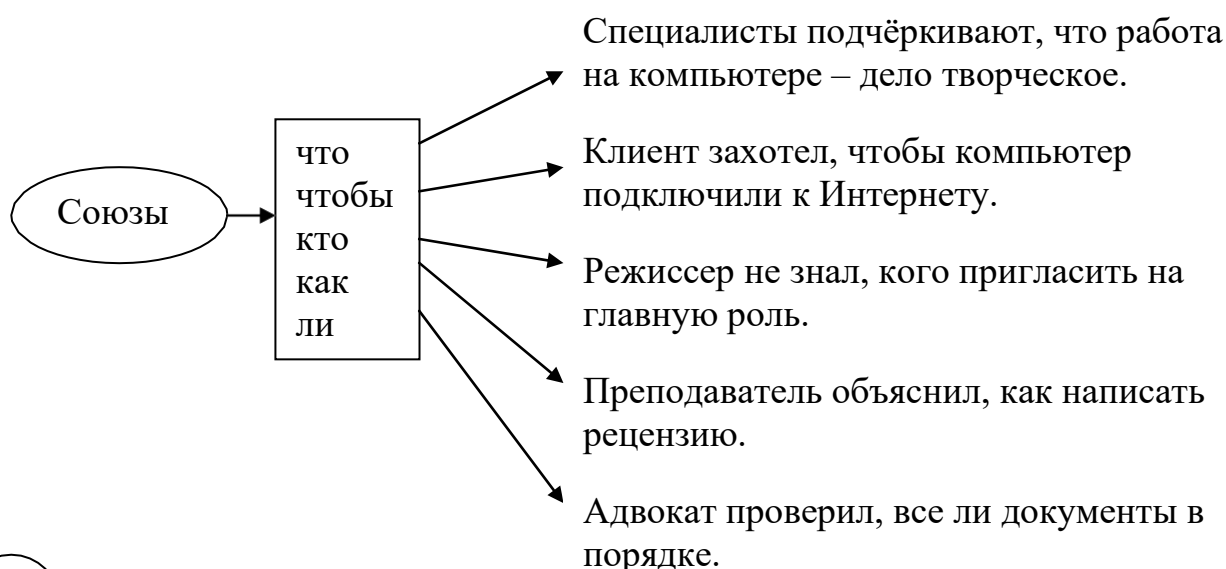 Союзы
что
чтобы
кто
как
ли
Специалисты подчёркивают, что работа
на компьютере – дело творческое.
Клиент захотел, чтобы компьютер
подключили к Интернету.
Режиссер не знал, кого пригласить на
главную роль.
Преподаватель объяснил, как написать
рецензию.
Адвокат проверил, все ли документы в
порядке.